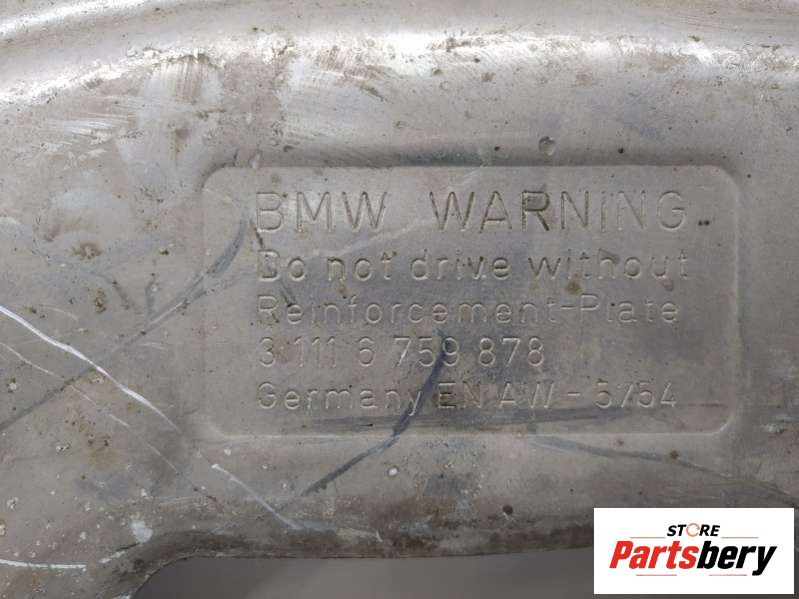 BMW WARNING
Do not drive without
Reinforcement-Plate
3 111 6 759 878
Germany EN AW - 5754
STORE
Partsbery